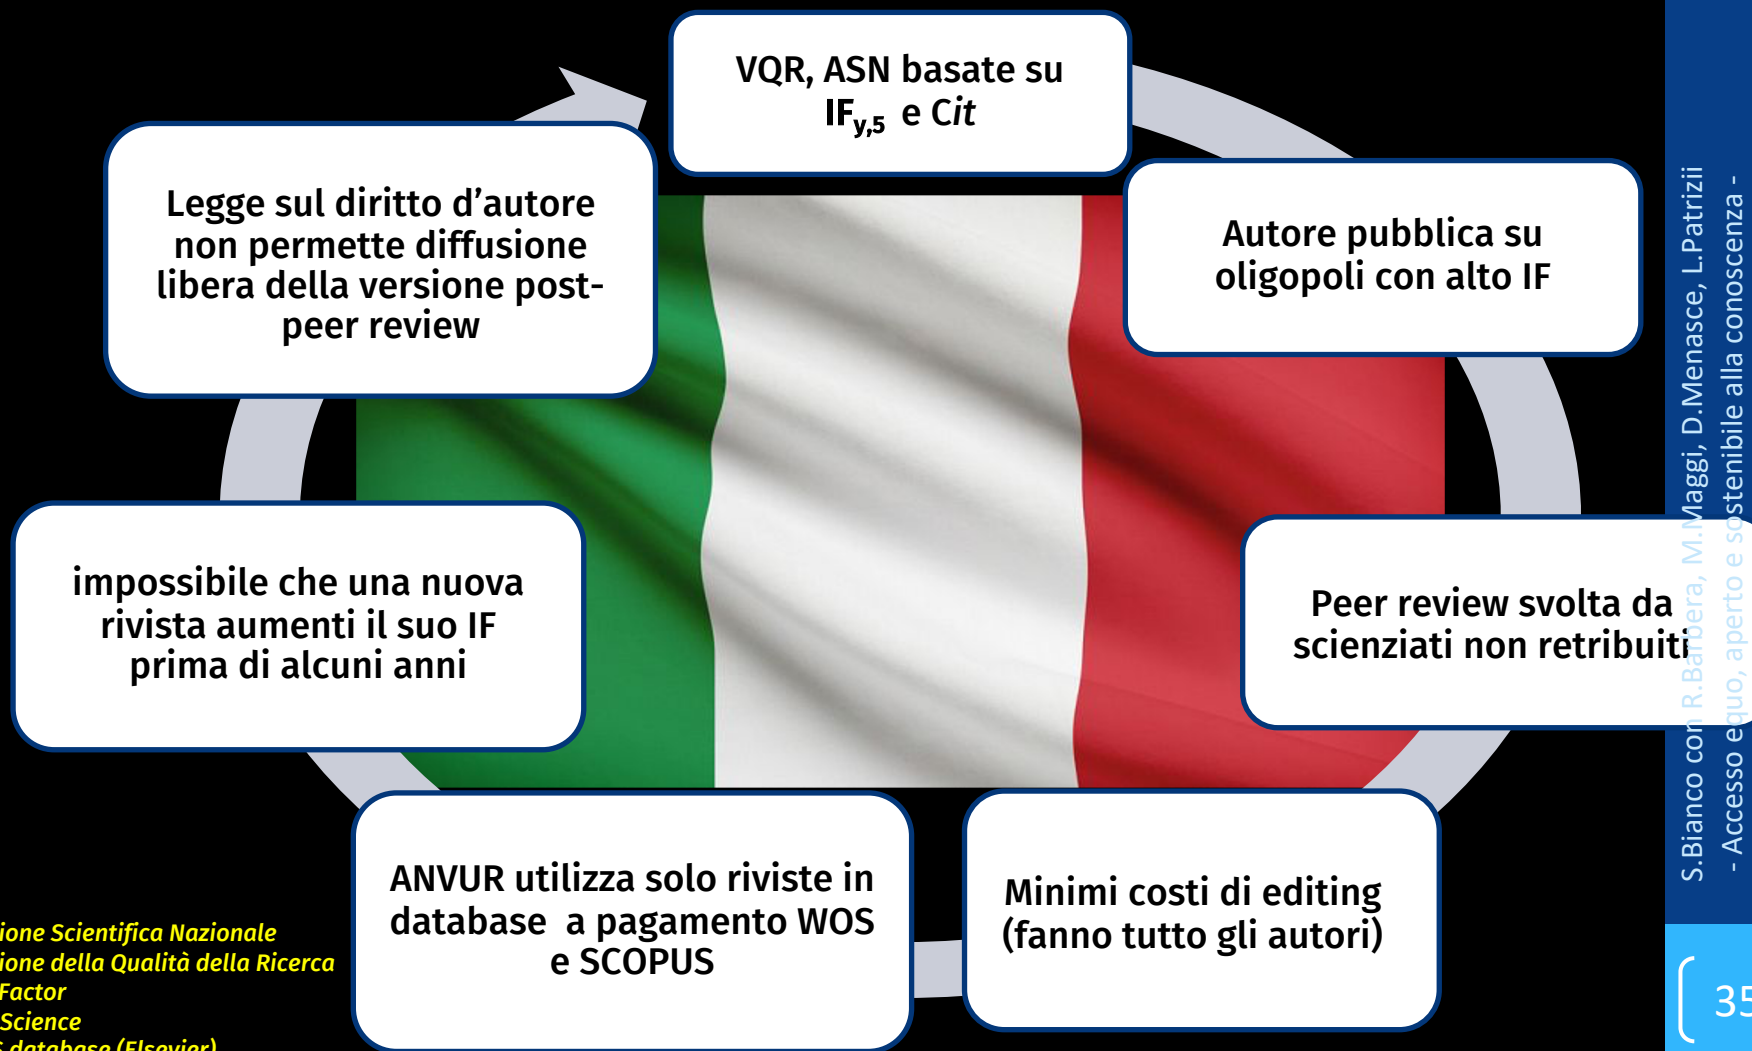 VQR, ASN basate su
IFy,5 e Cit
Autore pubblica su
oligopoli con alto IF
Peer review svolta da
scienziati non retribuiti
Minimi costi di editing
(fanno tutto gli autori)
ANVUR utilizza solo riviste in
database a pagamento WOS
e SCOPUS
impossibile che una nuova
rivista aumenti il suo IF
prima di alcuni anni
Legge sul diritto d’autore
non permette diffusione
libera della versione post-
peer review
Scientifica Nazionale
della Qualità della Ricerca
Factor
Science
database (Elsevier)
S.Bianco con R.Barbera, M.Maggi, D.Menasce, L.Patrizii
- Accesso equo, aperto e sostenibile alla conoscenza -
35